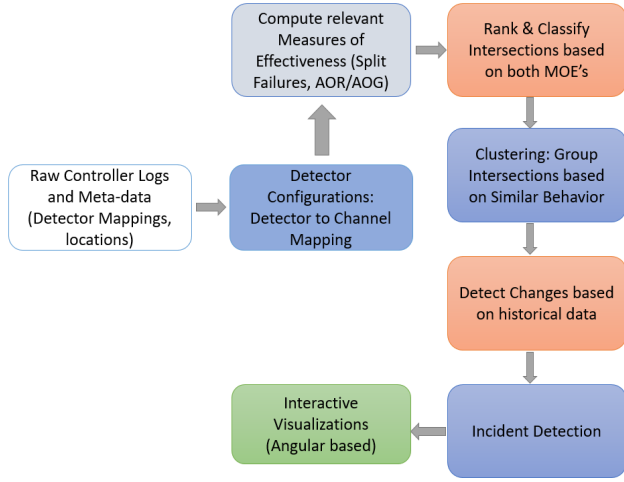 Raw Controller Logs
and Meta-data
(Detector Mappings,
locations)
Detector
Configurations:
Detector to Channel
Mapping
Compute relevant
Measures of
Effectiveness (Split
Failures, AOR/AOG)
Rank & Classify
Intersections based
on both MOE's
Clustering: Group
Intersections based
on Similar Behavior
Detect Changes based
on historical data
Incident Detection
Interactive
Visualizations
(Angular based)